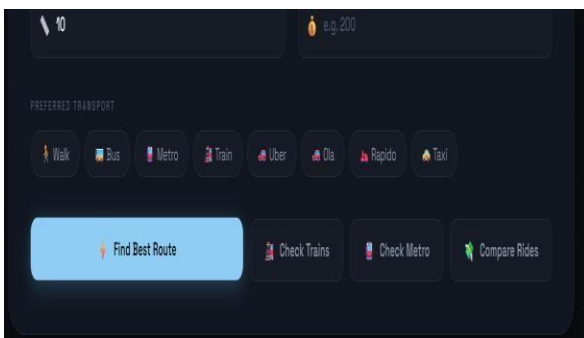 10
e.g. 200
PREFERRED TRANSPORT
Walk Bus Metro Train Uber Ola Rapido Taxi
Find Best Route Check Trains Check Metro Compare Rides